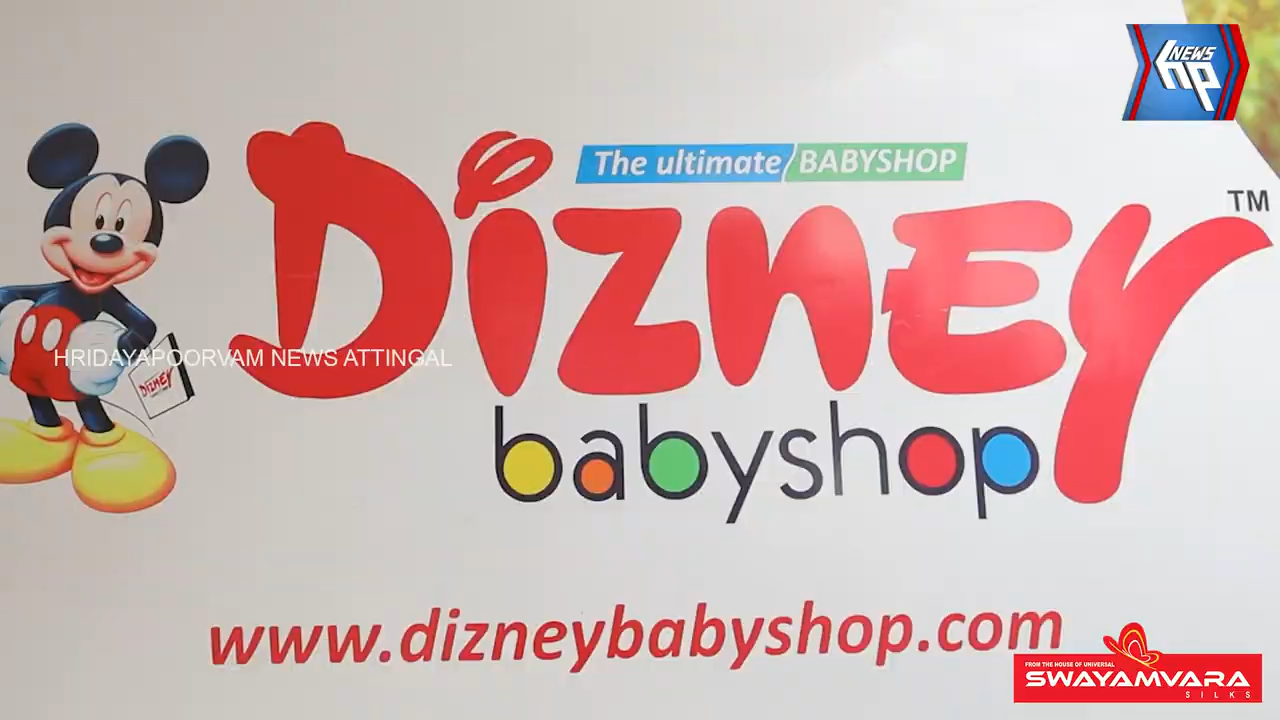 NEWS
hp
The ultimate BABYSHOP
TM
Dizney
DIZNEY
HRIDAYAPOORVAM NEWS ATTINGAL
babyshop
www.dizneybabyshop.com
FROM THE HOUSE OF UNIVERSAL
SWAYAMVARA
SILKS